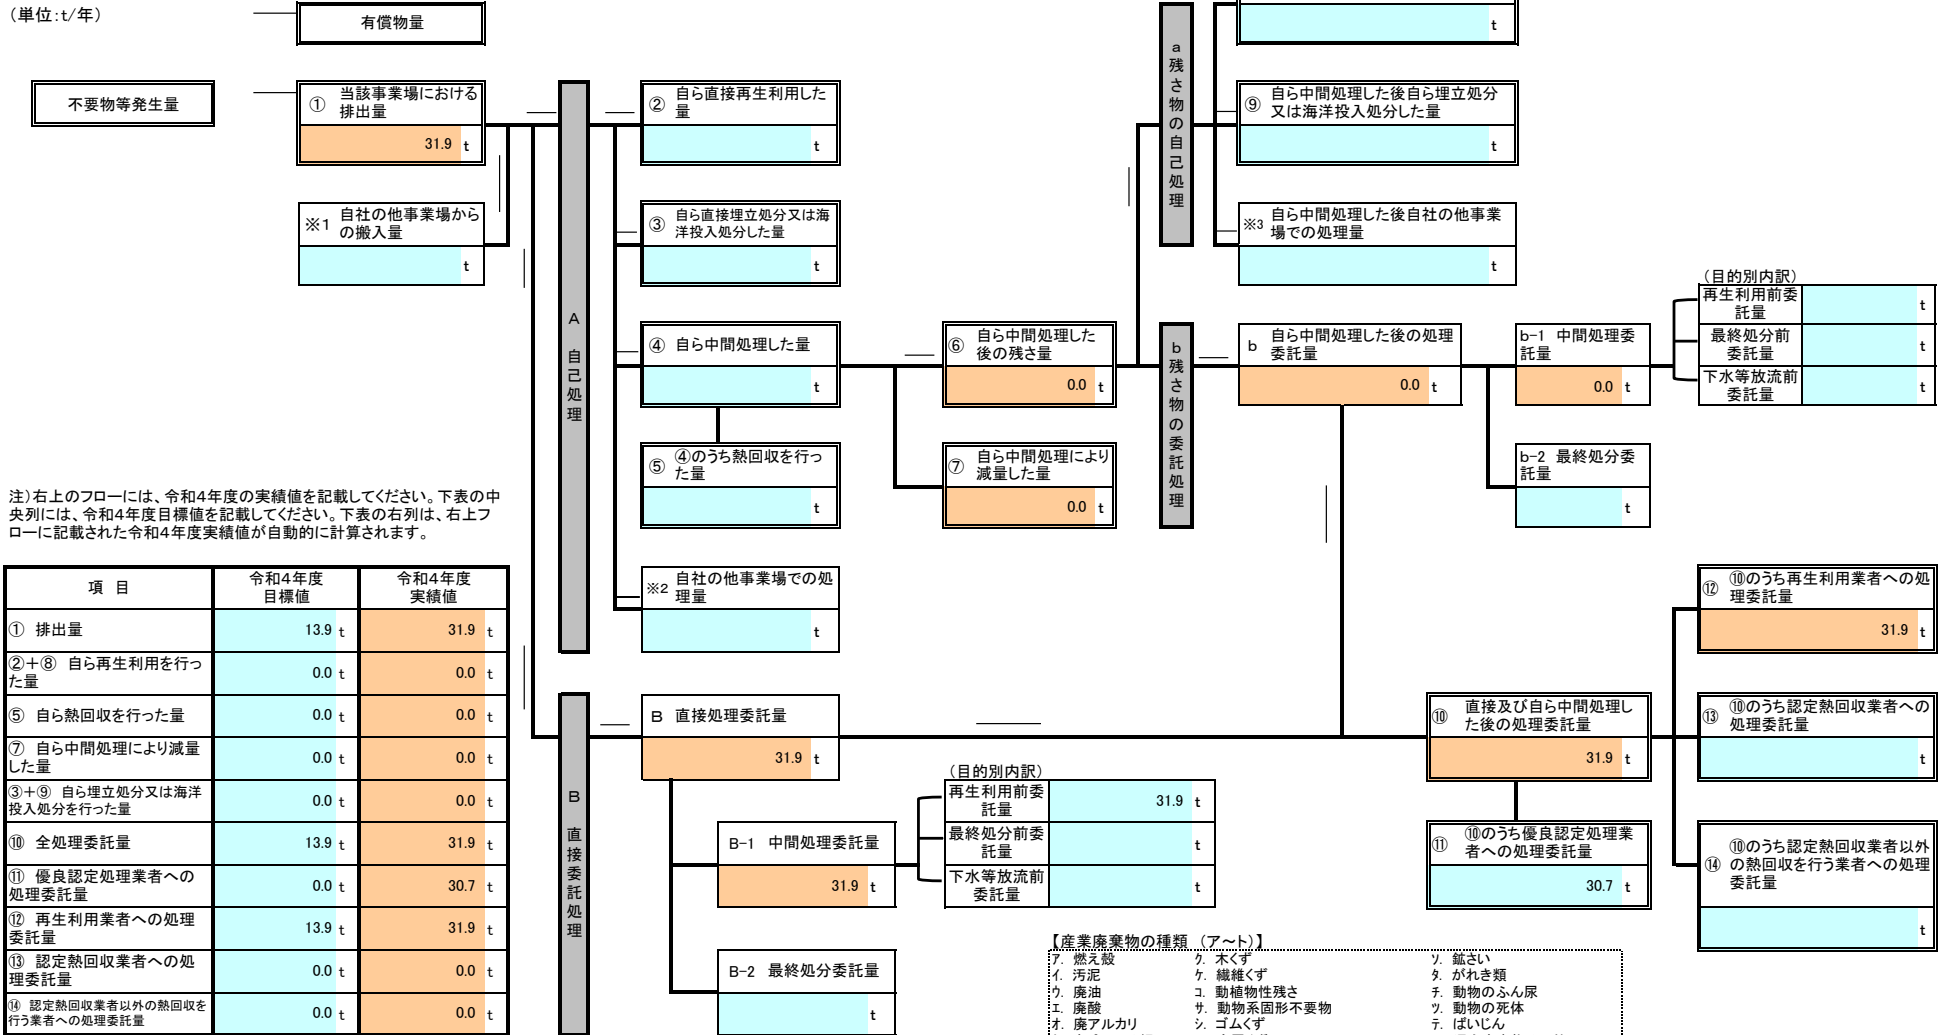 (単位:t/年)
有償物量
t
不要物等発生量
① 当該事業場における
排出量
31.9 t
※1 自社の他事業場から
の搬入量
t
A 自己処理
② 自ら直接再生利用した
量
t
③ 自ら直接埋立処分又は海
洋投入処分した量
t
④ 自ら中間処理した量
t
⑤ ④のうち熱回収を行っ
た量
t
※2 自社の他事業場での処
理量
t
⑥ 自ら中間処理した
後の残さ量
0.0 t
⑦ 自ら中間処理により
減量した量
0.0 t
a 残さ物の自己処理
⑨ 自ら中間処理した後自ら埋立処分
又は海洋投入処分した量
t
※3 自ら中間処理した後自社の他事業
場での処理量
t
b 残さ物の委託処理
b 自ら中間処理した後の処理
委託量
0.0 t
b-1 中間処理委
託量
0.0 t
b-2 最終処分委
託量
t
(目的別内訳)
再生利用前委
託量
t
最終処分前
委託量
t
下水等放流前
委託量
t
注)右上のフローには、令和4年度の実績値を記載してください。下表の中
央列には、令和4年度目標値を記載してください。下表の右列は、右上フ
ローに記載された令和4年度実績値が自動的に計算されます。
項 目 令和4年度
目標値 令和4年度
実績値
① 排出量 13.9 t 31.9 t
②+⑧ 自ら再生利用を行っ
た量 0.0 t 0.0 t
⑤ 自ら熱回収を行った量 0.0 t 0.0 t
⑦ 自ら中間処理により減量
した量 0.0 t 0.0 t
③+⑨ 自ら埋立処分又は海洋
投入処分を行った量 0.0 t 0.0 t
⑩ 全処理委託量 13.9 t 31.9 t
⑪ 優良認定処理業者への
処理委託量 0.0 t 30.7 t
⑫ 再生利用業者への処理
委託量 13.9 t 31.9 t
⑬ 認定熱回収業者への処
理委託量 0.0 t 0.0 t
⑭ 認定熱回収業者以外の熱回収を
行う業者への処理委託量 0.0 t 0.0 t
B 直接委託処理
B 直接処理委託量
31.9 t
B-1 中間処理委託量
31.9 t
B-2 最終処分委託量
t
(目的別内訳)
再生利用前委
託量
31.9 t
最終処分前委
託量
t
下水等放流前
委託量
t
⑩ 直接及び自ら中間処理し
た後の処理委託量
31.9 t
⑪ ⑩のうち優良認定処理業
者への処理委託量
30.7 t
⑫ ⑩のうち再生利用業者への処
理委託量
31.9 t
⑬ ⑩のうち認定熱回収業者への
処理委託量
t
⑭ ⑩のうち認定熱回収業者以外
の熱回収を行う業者への処理
委託量
t
【産業廃棄物の種類 (ア~ト)】
ア. 燃え殻 ク. 木くず ソ. 鉱さい
イ. 汚泥 ケ. 繊維くず タ. がれき類
ウ. 廃油 コ. 動植物性残さ チ. 動物のふん尿
エ. 廃酸 サ. 動物系固形不要物 ツ. 動物の死体
オ. 廃アルカリ シ. ゴムくず テ. ばいじん